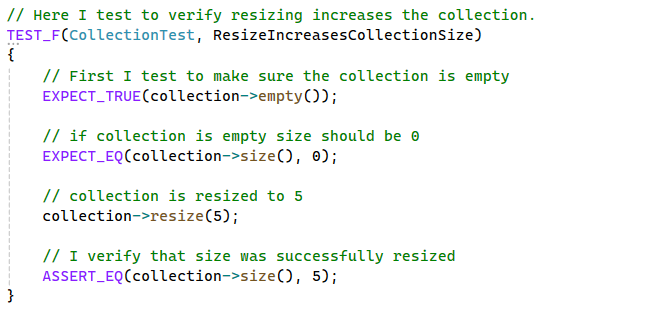 // Here I test to verify resizing increases the collection.
TEST_F(CollectionTest, ResizeIncreasesCollectionSize)
{
    // First I test to make sure the collection is empty
    EXPECT_TRUE(collection->empty());

    // if collection is empty size should be 0
    EXPECT_EQ(collection->size(), 0);

    // collection is resized to 5
    collection->resize(5);

    // I verify that size was successfully resized
    ASSERT_EQ(collection->size(), 5);
}